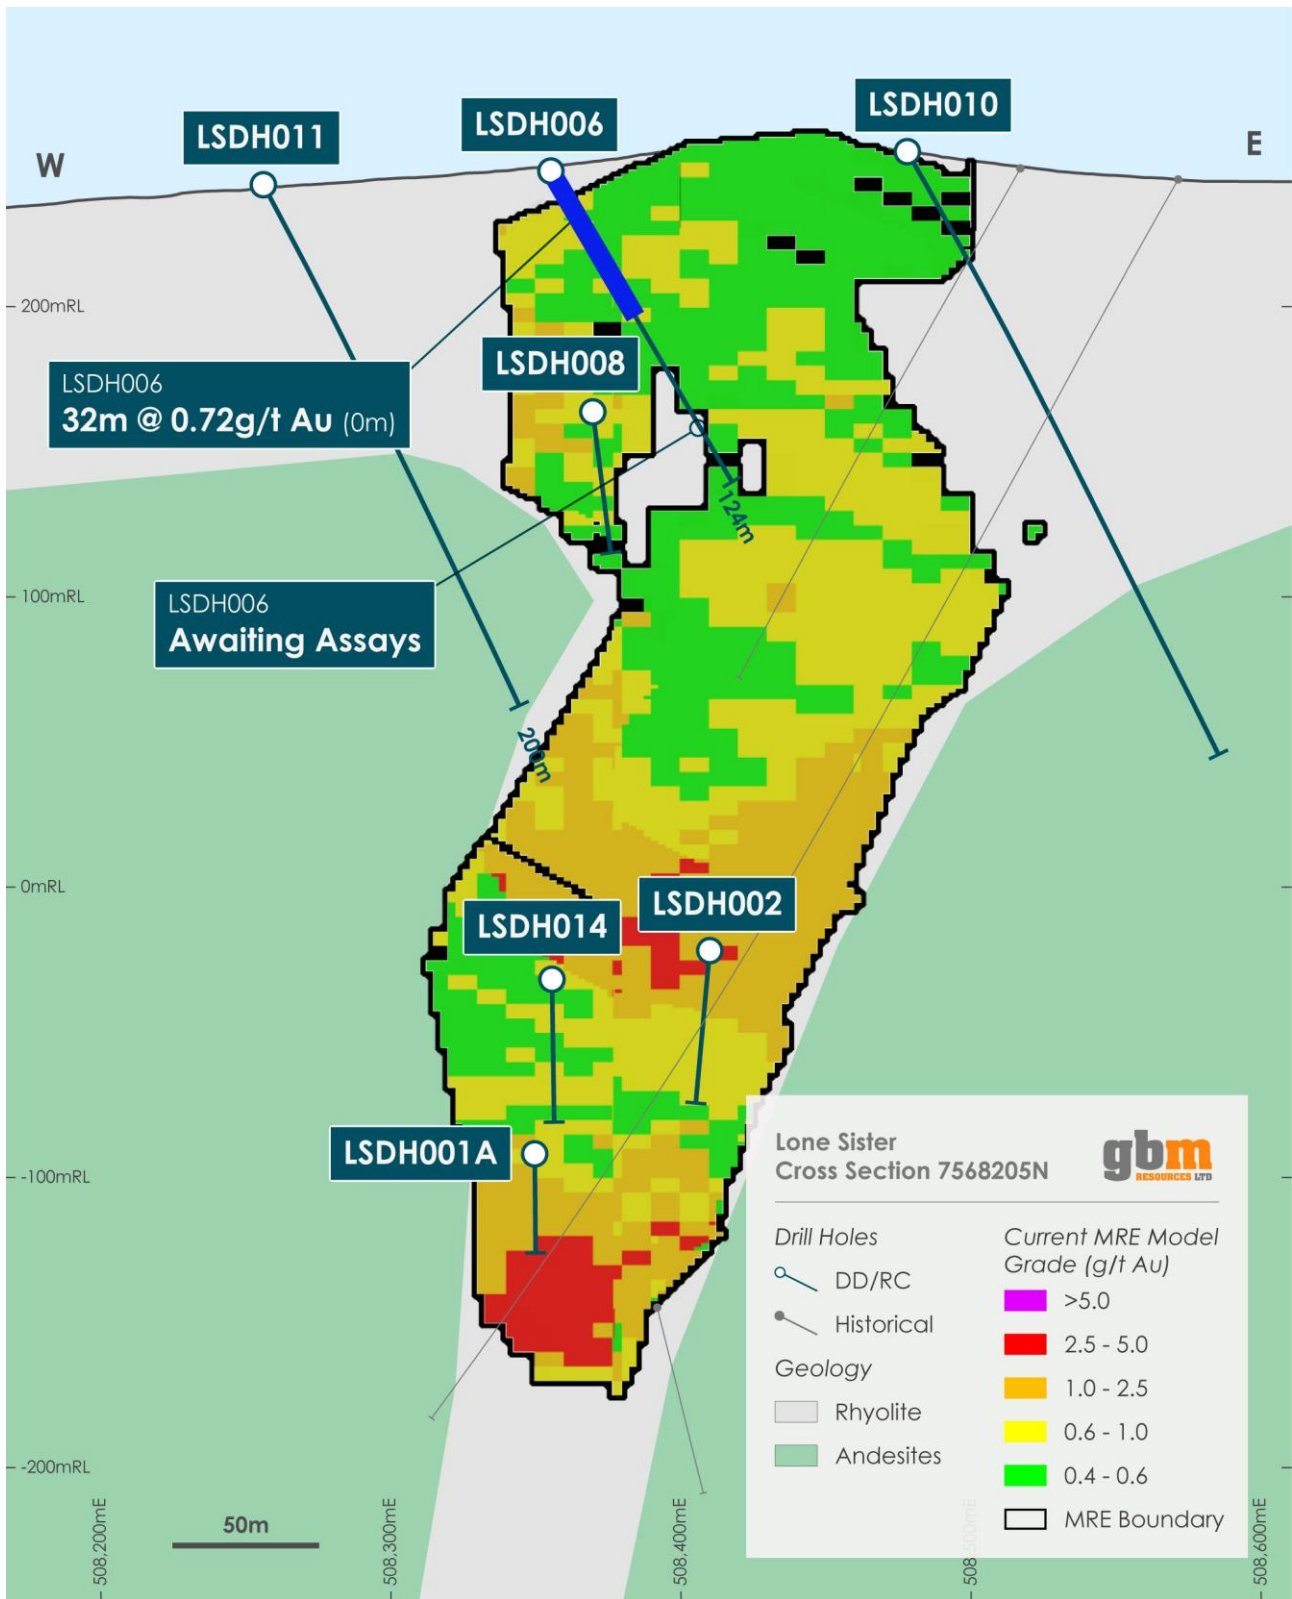 LSDH010
LSDH006
LSDH011
W
E
200mRL
LSDH008
LSDH006
32m @ 0.72g/t Au (0m)
124m
100mRL
LSDH006
Awaiting Assays
200m
0mRL
LSDH002
LSDH014
LSDH001A
-100mRL
-200mRL
50m
508,200mE
508,300mE
508,400mE
508,500mE
508,600mE
Lone Sister
Cross Section 7568205N
gbm
RESOURCES LTD
Drill Holes
DD/RC
Historical
Geology
Rhyolite
Andesites
Current MRE Model
Grade (g/t Au)
>5.0
2.5 - 5.0
1.0 - 2.5
0.6 - 1.0
0.4 - 0.6
MRE Boundary